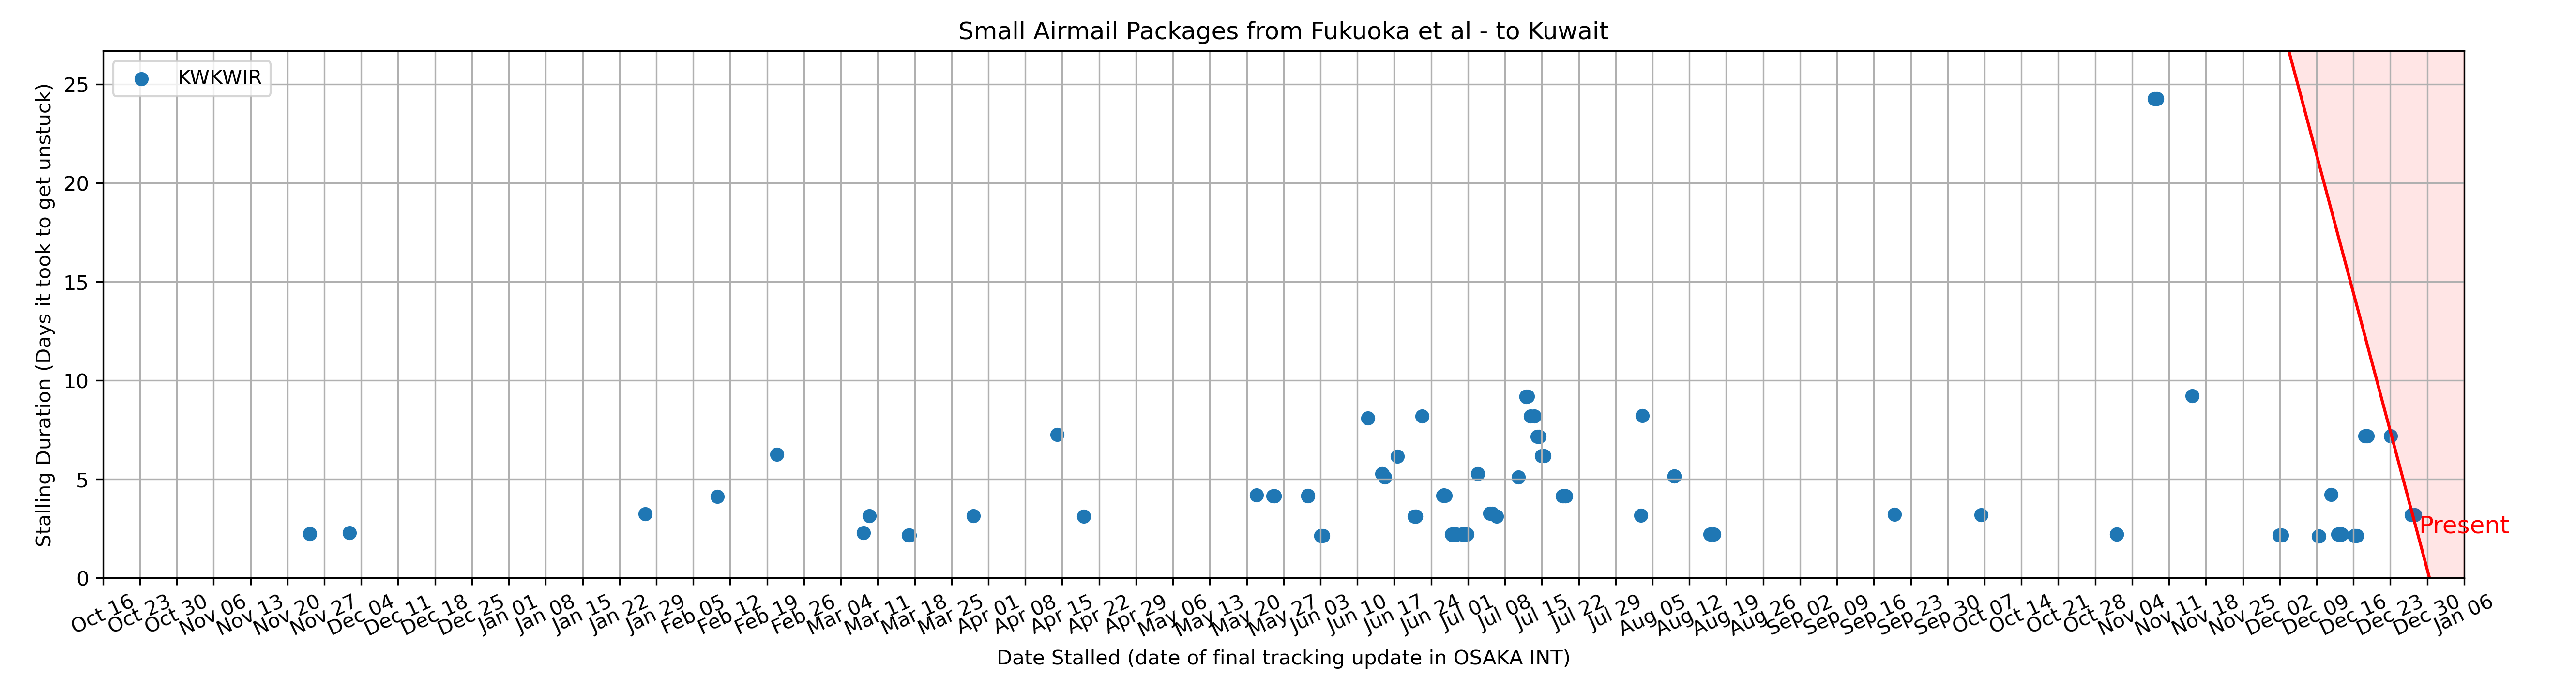 Small Airmail Packages from Fukuoka et al - to Kuwait
KWKWIR
Stalling Duration (Days it took to get unstuck)
25
20
15
10
5
0
Present
Oct 16 Oct 23 Oct 30 Nov 06 Nov 13 Nov 20 Nov 27 Dec 04 Dec 11 Dec 18 Dec 25 Jan 01 Jan 08 Jan 15 Jan 22 Jan 29 Feb 05 Feb 12 Feb 19 Feb 26 Mar 04 Mar 11 Mar 18 Mar 25 Apr 01 Apr 08 Apr 15 Apr 22 Apr 29 May 06 May 13 May 20 May 27 Jun 03 Jun 10 Jun 17 Jun 24 Jul 01 Jul 08 Jul 15 Jul 22 Jul 29 Aug 05 Aug 12 Aug 19 Aug 26 Sep 02 Sep 09 Sep 16 Sep 23 Sep 30 Oct 07 Oct 14 Oct 21 Oct 28 Nov 04 Nov 11 Nov 18 Nov 25 Dec 02 Dec 09 Dec 16 Dec 23 Dec 30 Jan 06
Date Stalled (date of final tracking update in OSAKA INT)